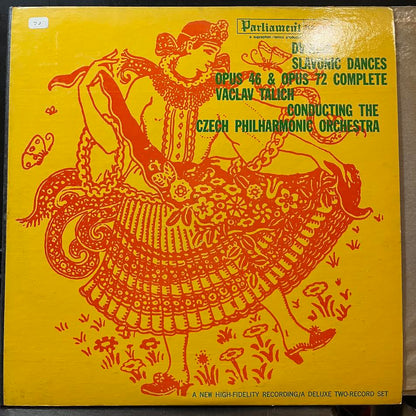 Parliament
a supraphon
SLAVONIC DANCES
OPUS 46 & OPUS 72 COMPLETE
VACLAV TALICH
CONDUCTING THE
CZECH PHILHARMONIC ORCHESTRA
A NEW HIGH-FIDELITY RECORDING/A DELUXE TWO-RECORD SET